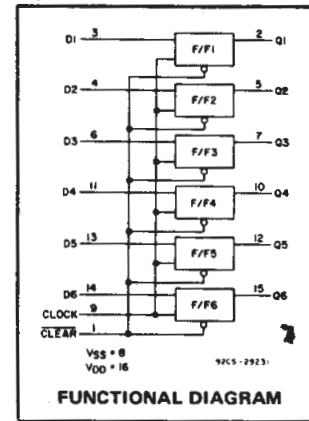 D1 3 F/F1 2 Q1
D2 4 F/F2 5 Q2
D3 6 F/F3 7 Q3
D4 11 F/F4 10 Q4
D5 13 F/F5 12 Q5
D6 14 F/F6 15 Q6
CLOCK 9
CLEAR 1
VSS = 8
VDD = 16
92CS-29231
FUNCTIONAL DIAGRAM